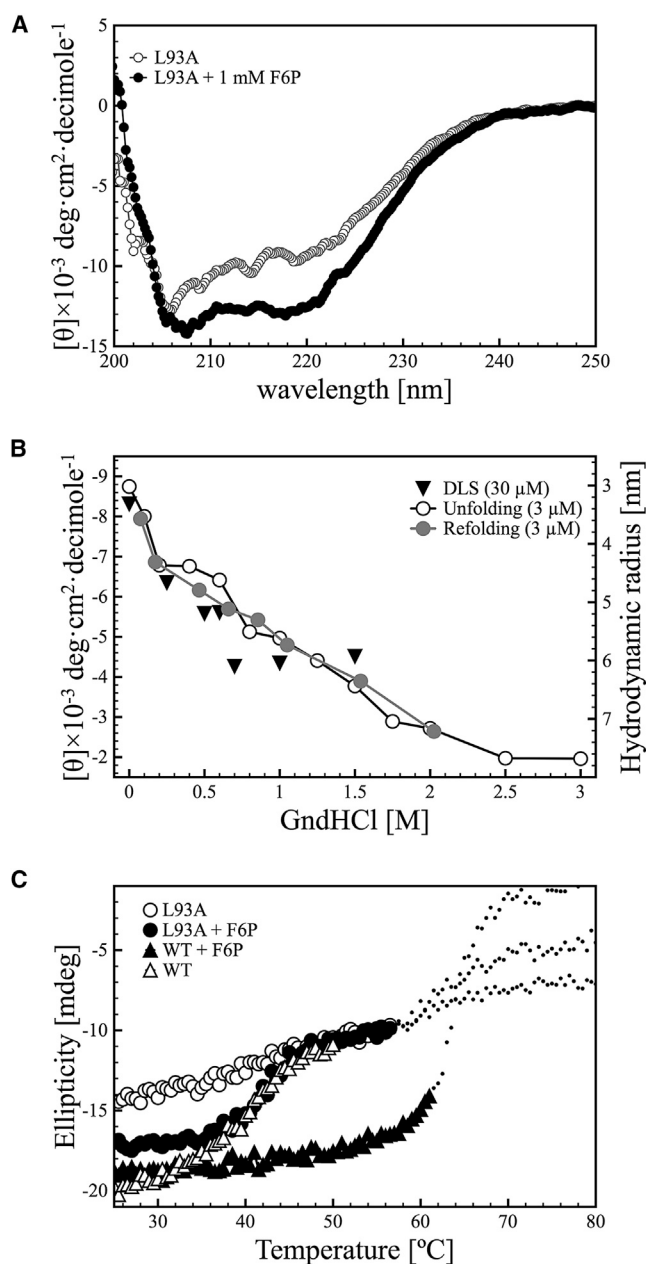 A
L93A
L93A + 1 mM F6P
[θ]×10⁻³ deg·cm²·decimole⁻¹
0
-5
-10
-15
200 210 220 230 240 250
wavelength [nm]
B
DLS (30 μM)
Unfolding (3 μM)
Refolding (3 μM)
[θ]×10⁻³ deg·cm²·decimole⁻¹
-9
-8
-7
-6
-5
-4
-3
-2
Hydrodynamic radius [nm]
3
4
5
6
7
0 0.5 1 1.5 2 2.5 3
GndHCl [M]
C
L93A
L93A + F6P
WT + F6P
WT
Ellipticity [mdeg]
-5
-10
-15
-20
30 40 50 60 70 80
Temperature [ºC]